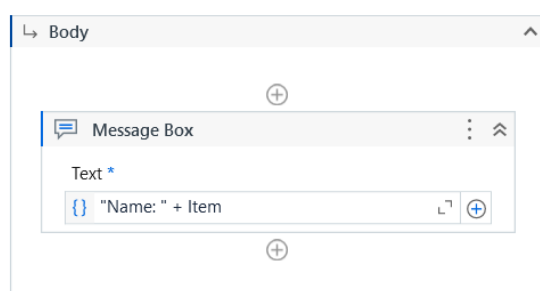 Body
Message Box
Text *
{} "Name: " + Item